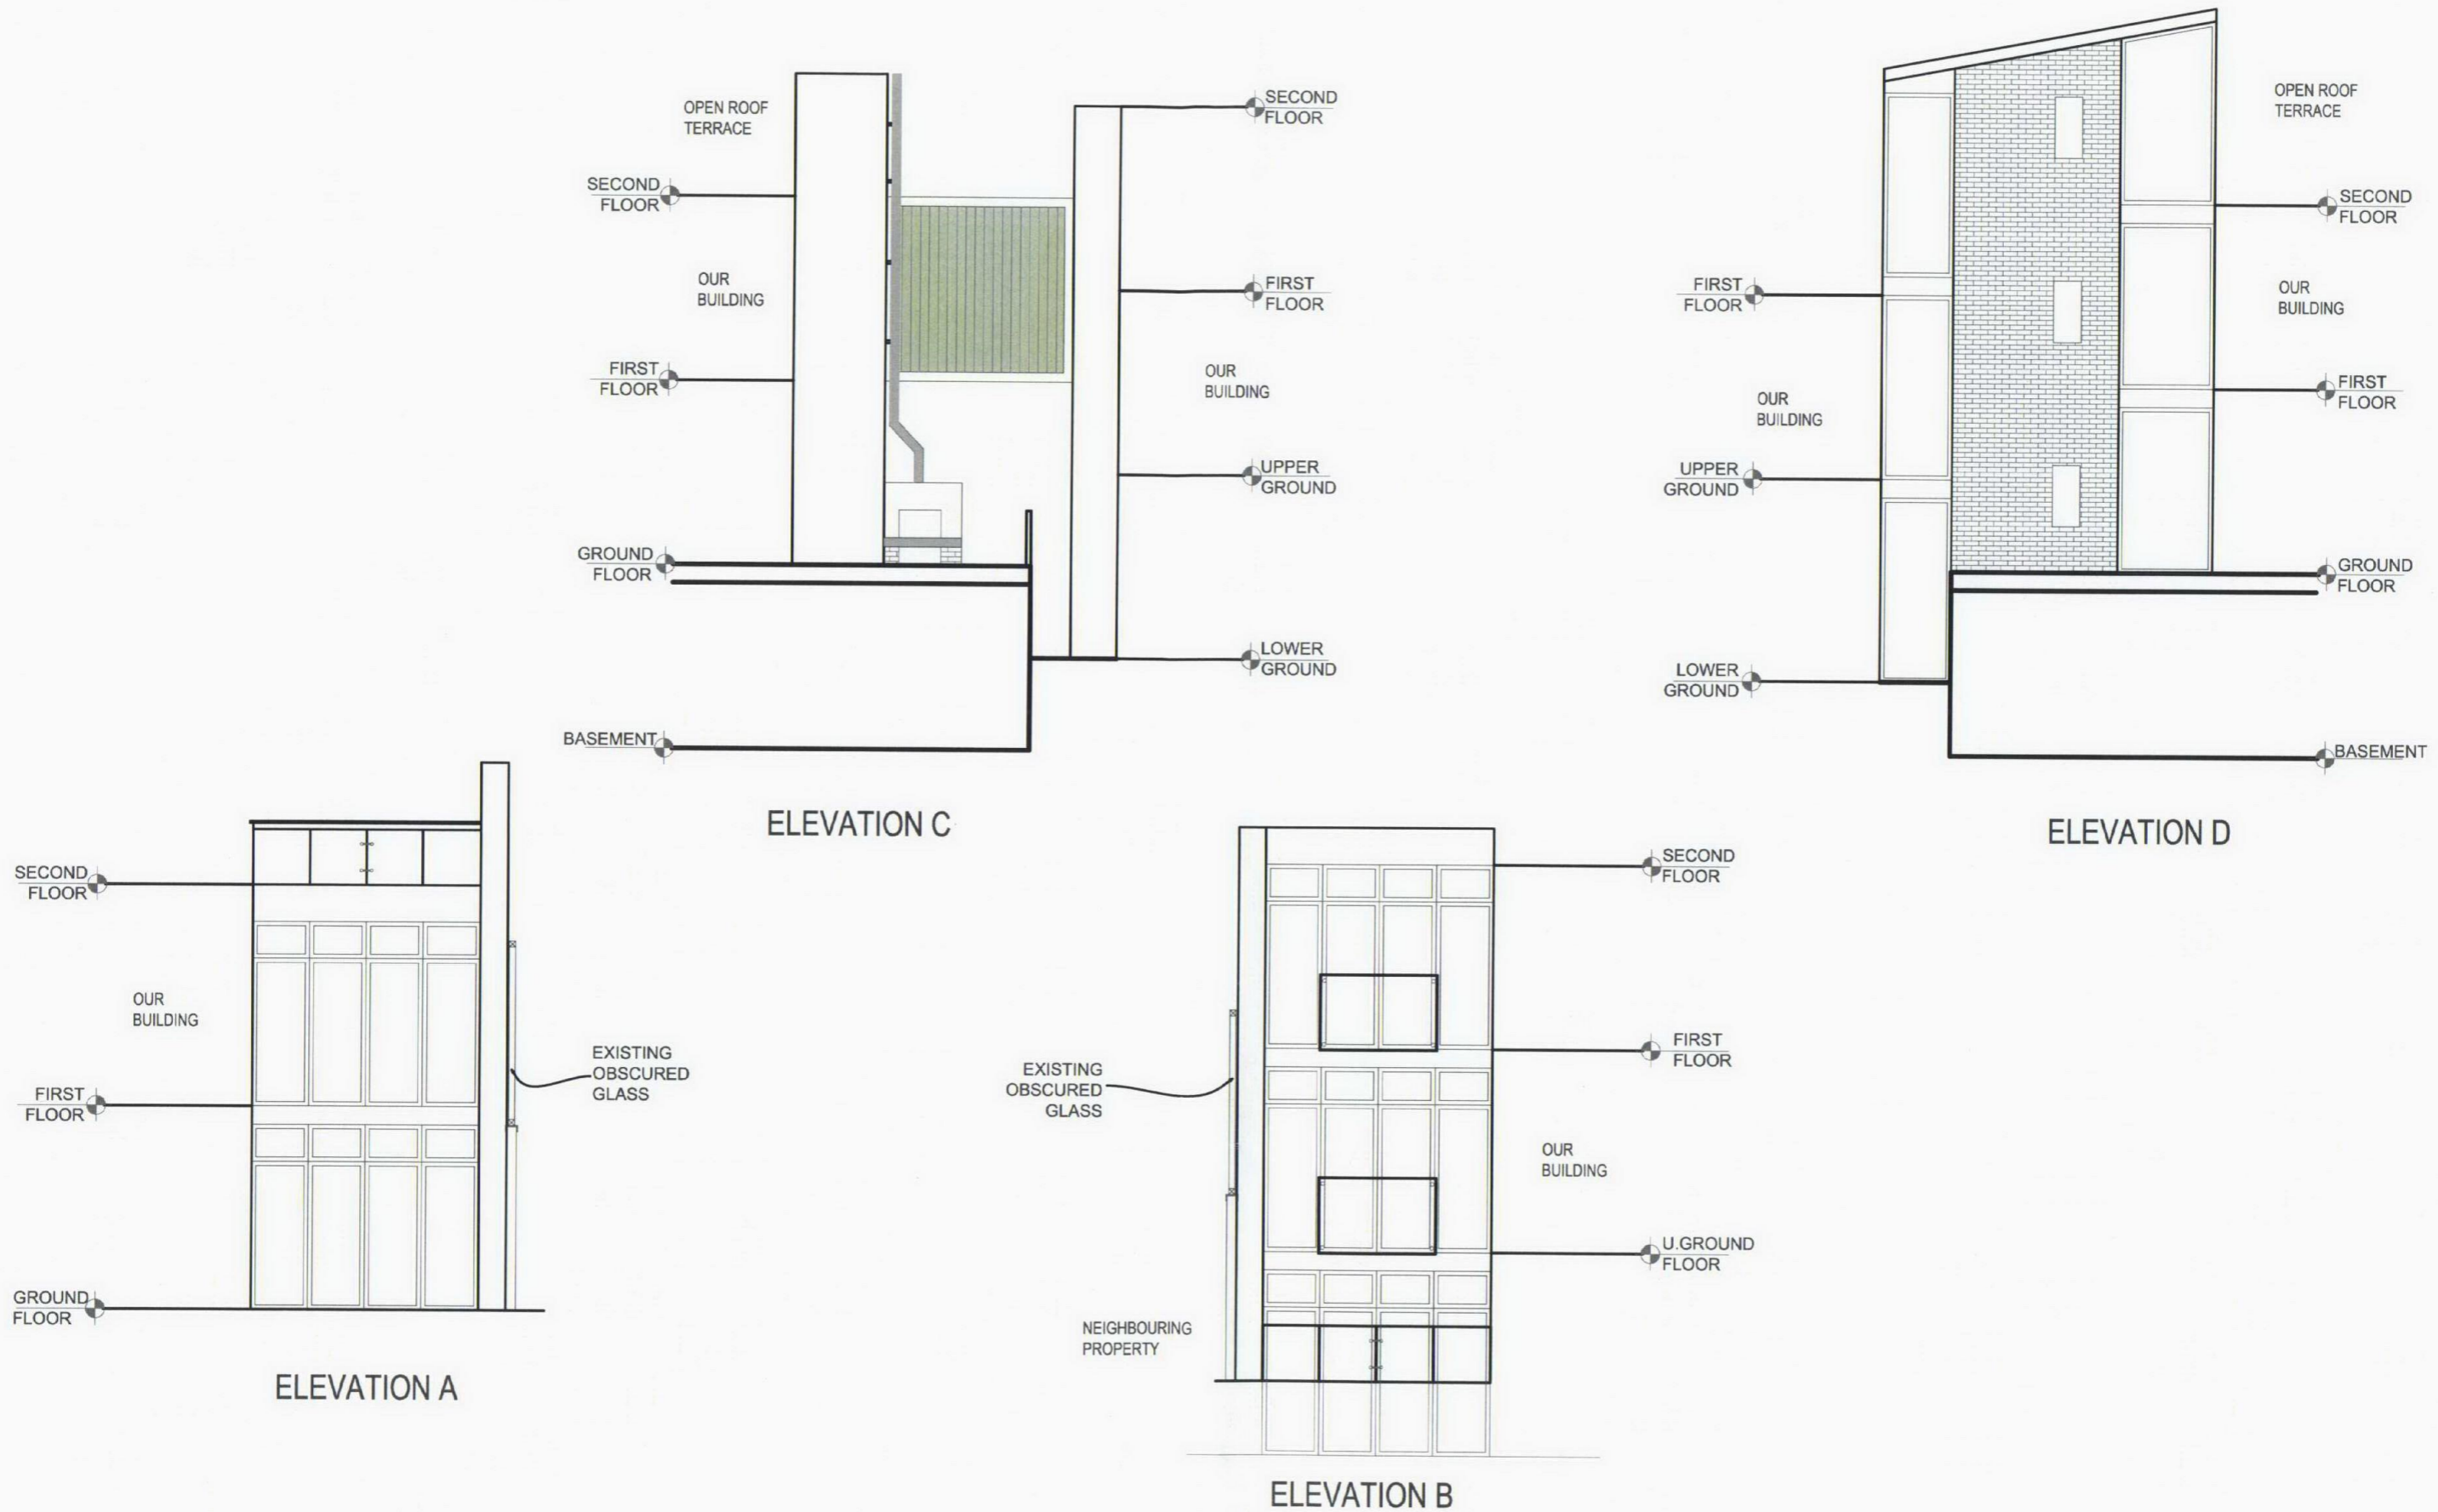 OPEN ROOF
TERRACE
SECOND
FLOOR
OUR
BUILDING
FIRST
FLOOR
GROUND
FLOOR
BASEMENT
SECOND
FLOOR
FIRST
FLOOR
OUR
BUILDING
UPPER
GROUND
LOWER
GROUND
ELEVATION C
FIRST
FLOOR
OUR
BUILDING
UPPER
GROUND
LOWER
GROUND
OPEN ROOF
TERRACE
SECOND
FLOOR
OUR
BUILDING
FIRST
FLOOR
GROUND
FLOOR
BASEMENT
ELEVATION D
SECOND
FLOOR
OUR
BUILDING
FIRST
FLOOR
GROUND
FLOOR
EXISTING
OBSCURED
GLASS
ELEVATION A
EXISTING
OBSCURED
GLASS
NEIGHBOURING
PROPERTY
SECOND
FLOOR
FIRST
FLOOR
OUR
BUILDING
U.GROUND
FLOOR
ELEVATION B